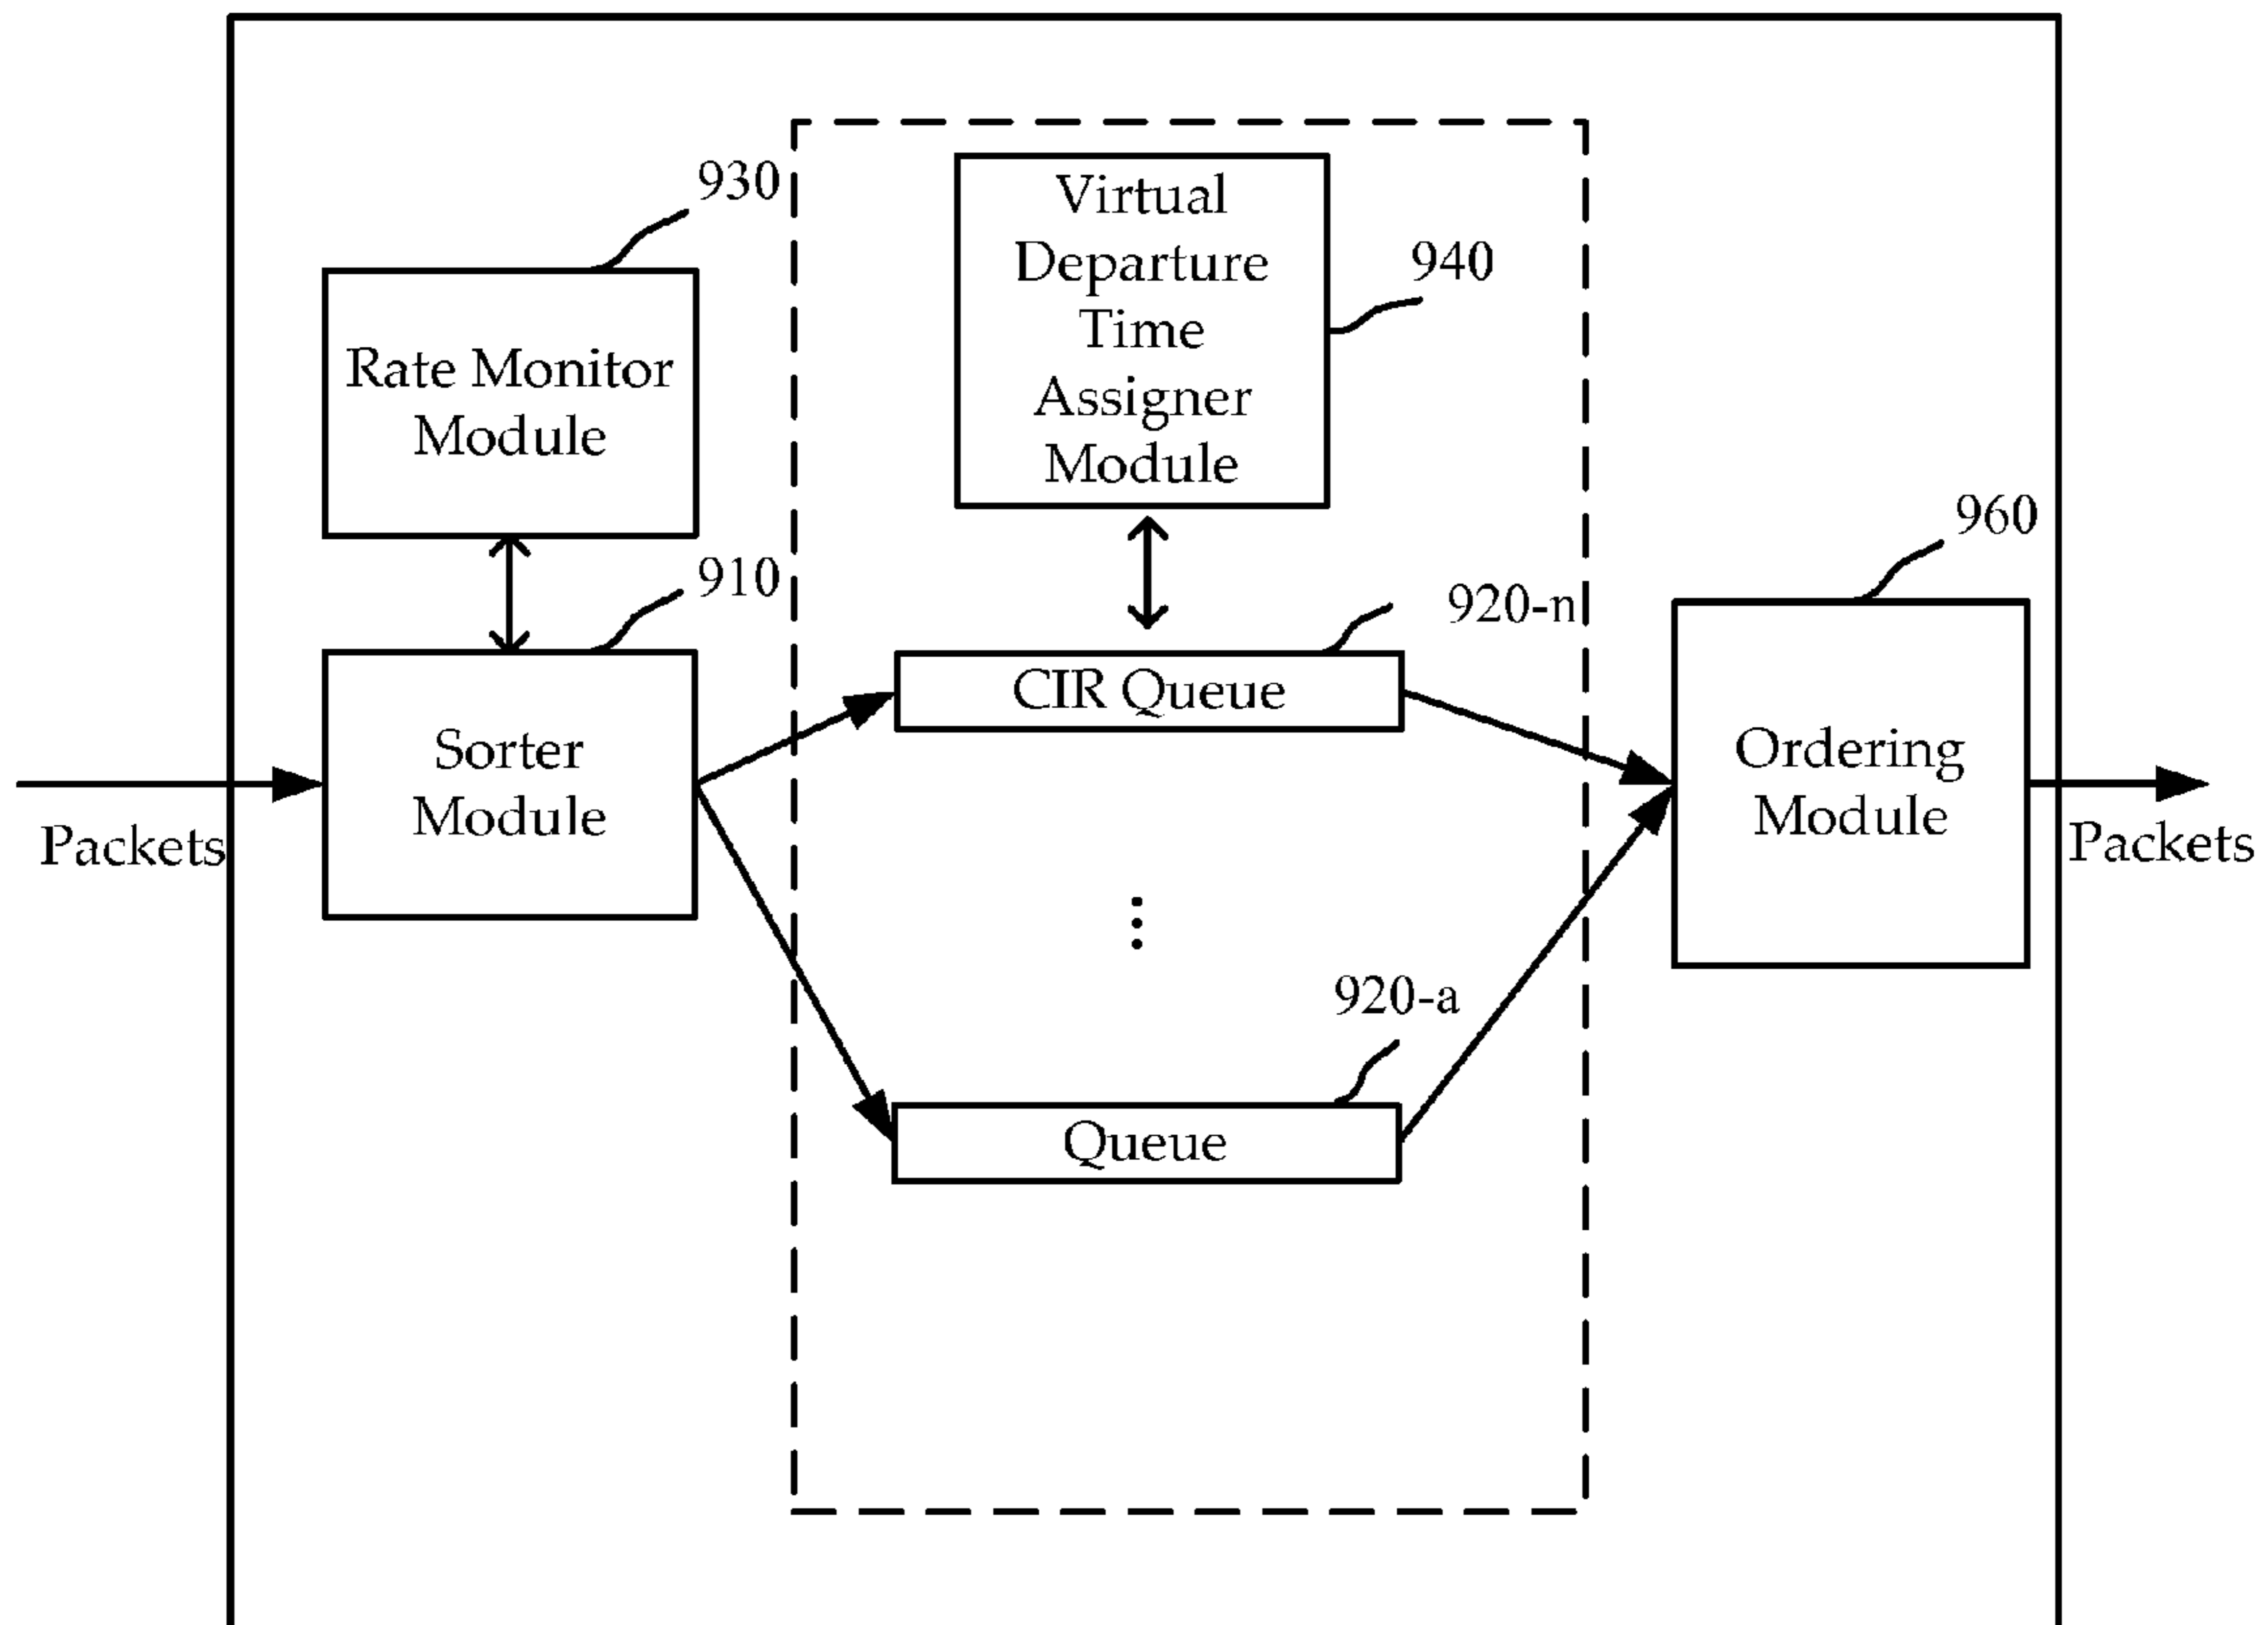 930
Virtual
Departure
Time
Assigner
Module
940
Rate Monitor
Module
910
920-n
960
CIR Queue
Sorter
Module
Ordering
Module
Packets
Packets
920-a
Queue